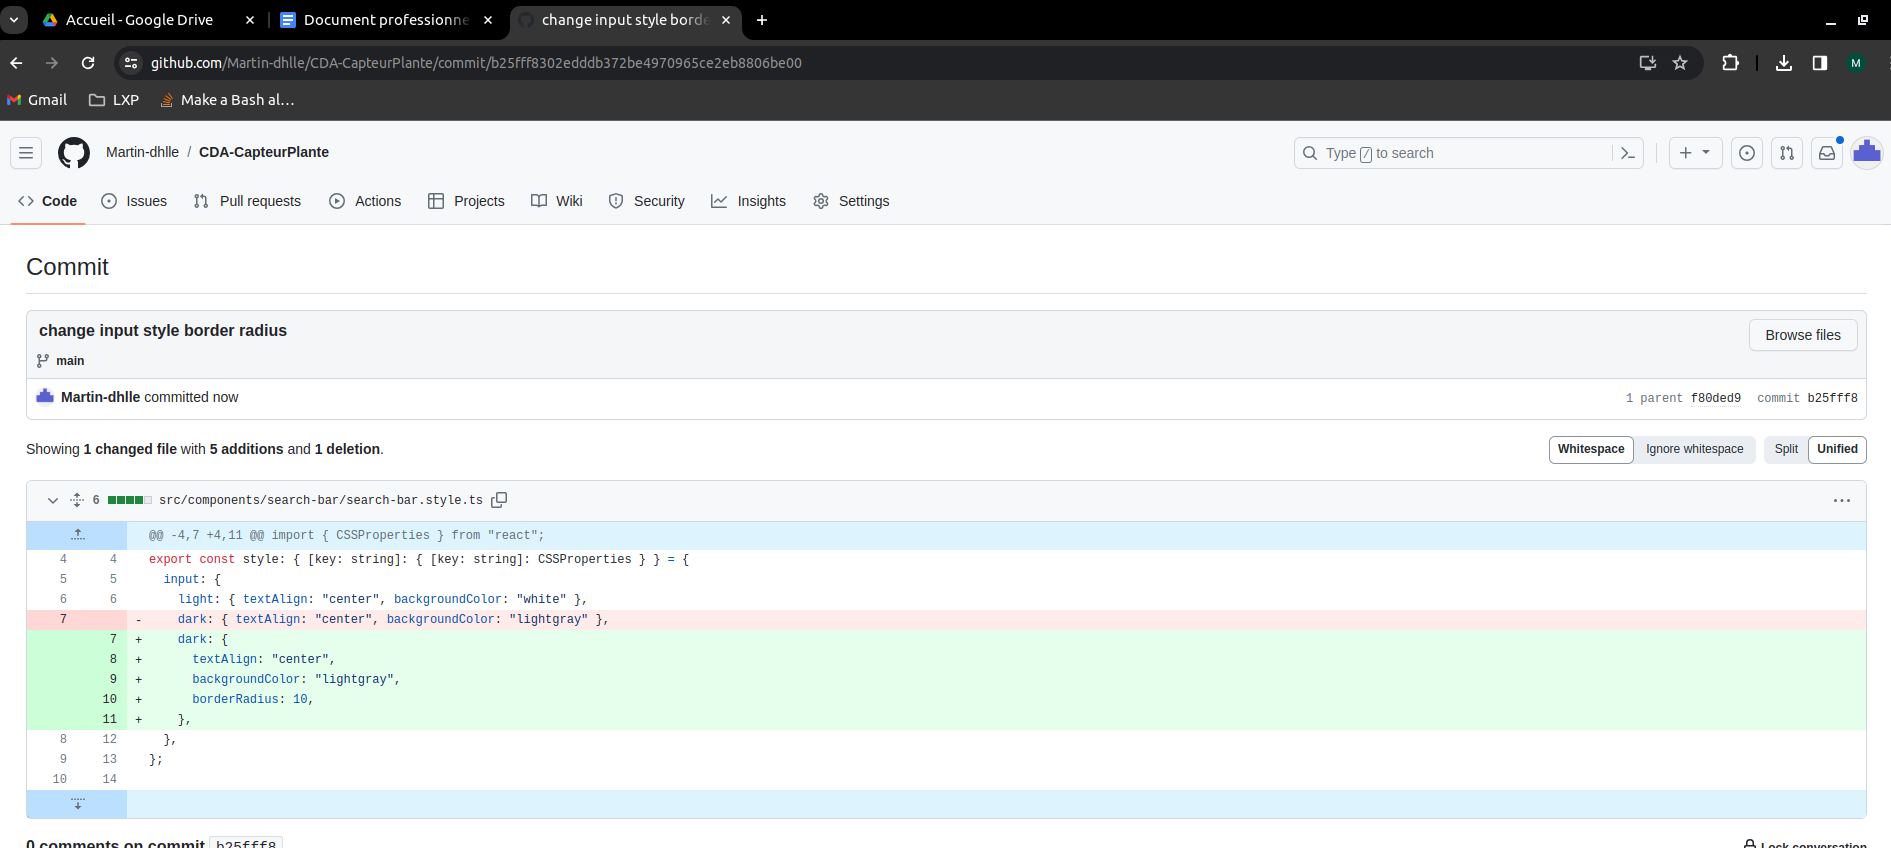 Accueil - Google Drive
Document professionne
change input style borde
github.com/Martin-dhlle/CDA-CapteurPlante/commit/b25fff8302edddb372be4970965ce2eb8806be00
M
Gmail
LXP
Make a Bash al…
Martin-dhlle / CDA-CapteurPlante
Type / to search
Code
Issues
Pull requests
Actions
Projects
Wiki
Security
Insights
Settings
Commit
change input style border radius
Browse files
main
Martin-dhlle committed now
1 parent f80ded9 commit b25fff8
Showing 1 changed file with 5 additions and 1 deletion.
Whitespace Ignore whitespace
Split Unified
6 src/components/search-bar/search-bar.style.ts
@@ -4,7 +4,11 @@ import { CSSProperties } from "react";
4 4 export const style: { [key: string]: { [key: string]: CSSProperties } } = {
5 5 input: {
6 6 light: { textAlign: "center", backgroundColor: "white" },
7 - dark: { textAlign: "center", backgroundColor: "lightgray" },
7 + dark: {
8 + textAlign: "center",
9 + backgroundColor: "lightgray",
10 + borderRadius: 10,
11 + },
8 12 },
9 13 };
10 14
0 comments on commit b25fff8
Lock conversation